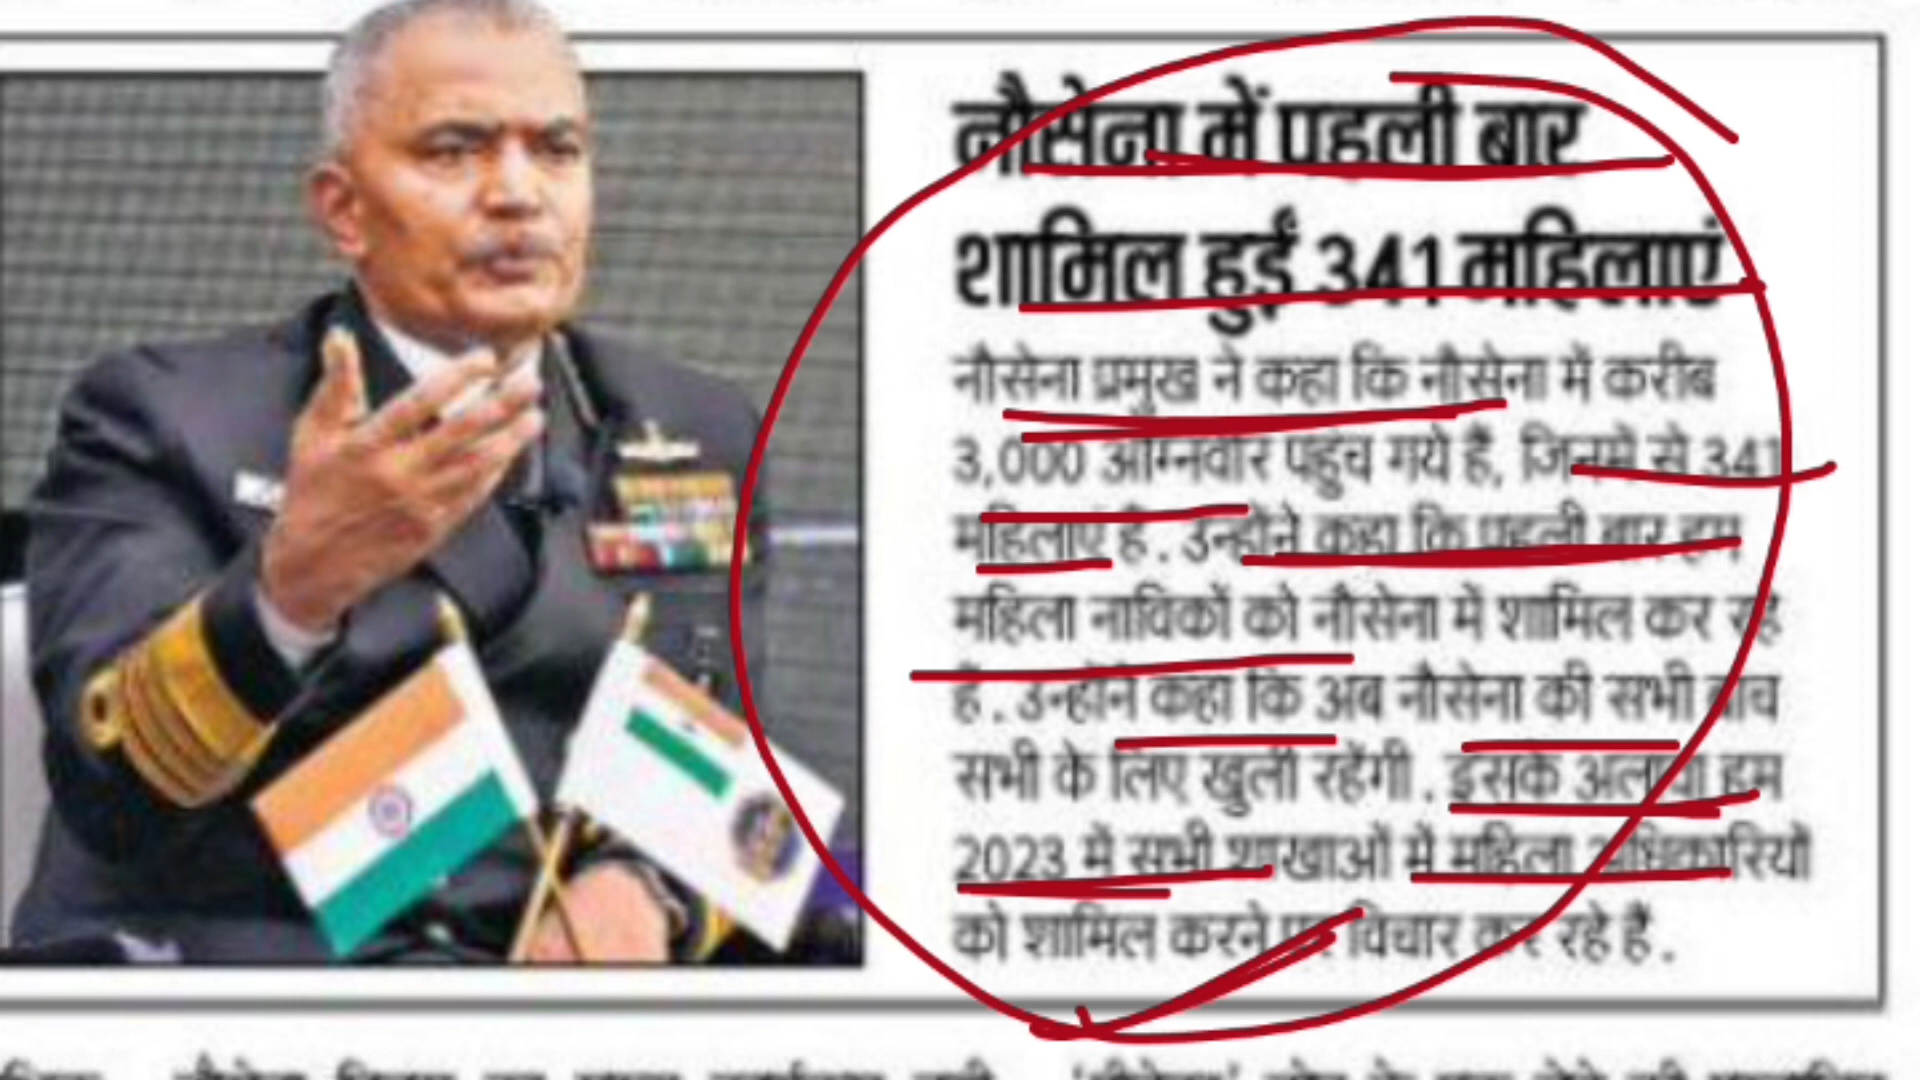 नौसेना में पहली बार
शामिल हुईं 341 महिलाएं
नौसेना प्रमुख ने कहा कि नौसेना में करीब
3,000 अग्निवीर पहुंच गये हैं, जिनमें से 341
महिलाएं हैं. उन्होंने कहा कि पहली बार हम
महिला नाविकों को नौसेना में शामिल कर रहे
हैं. उन्होंने कहा कि अब नौसेना की सभी ब्रांच
सभी के लिए खुली रहेंगी. इसके अलावा हम
2023 में सभी शाखाओं में महिला अधिकारियों
को शामिल करने पर विचार कर रहे हैं.